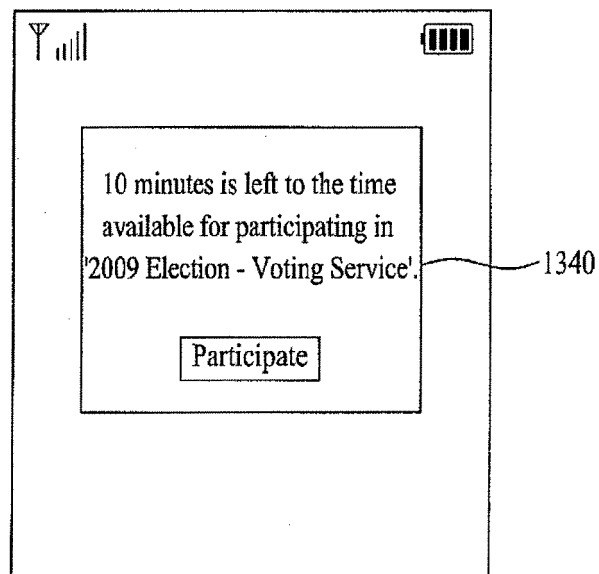 10 minutes is left to the time
available for participating in
'2009 Election - Voting Service'.
1340
Participate